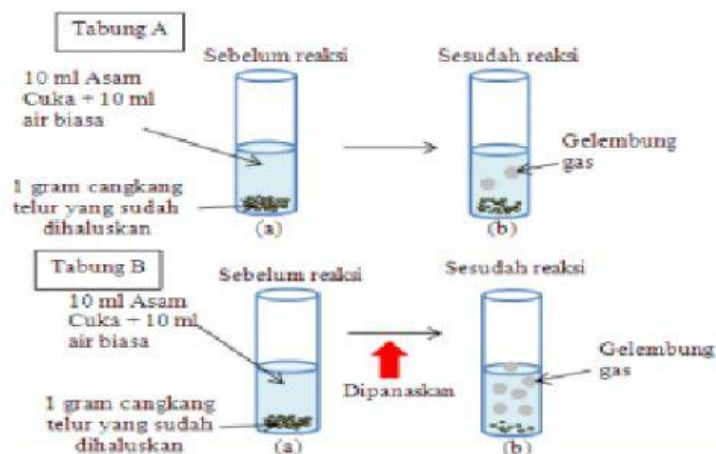 Tabung A
Sebelum reaksi
Sesudah reaksi
10 ml Asam
Cuka + 10 ml
air biasa
Gelembung
gas
1 gram cangkang
telur yang sudah
dihaluskan
(a)
(b)
Tabung B
Sebelum reaksi
Sesudah reaksi
10 ml Asam
Cuka + 10 ml
air biasa
Gelembung
gas
Dipanaskan
1 gram cangkang
telur yang sudah
dihaluskan
(a)
(b)